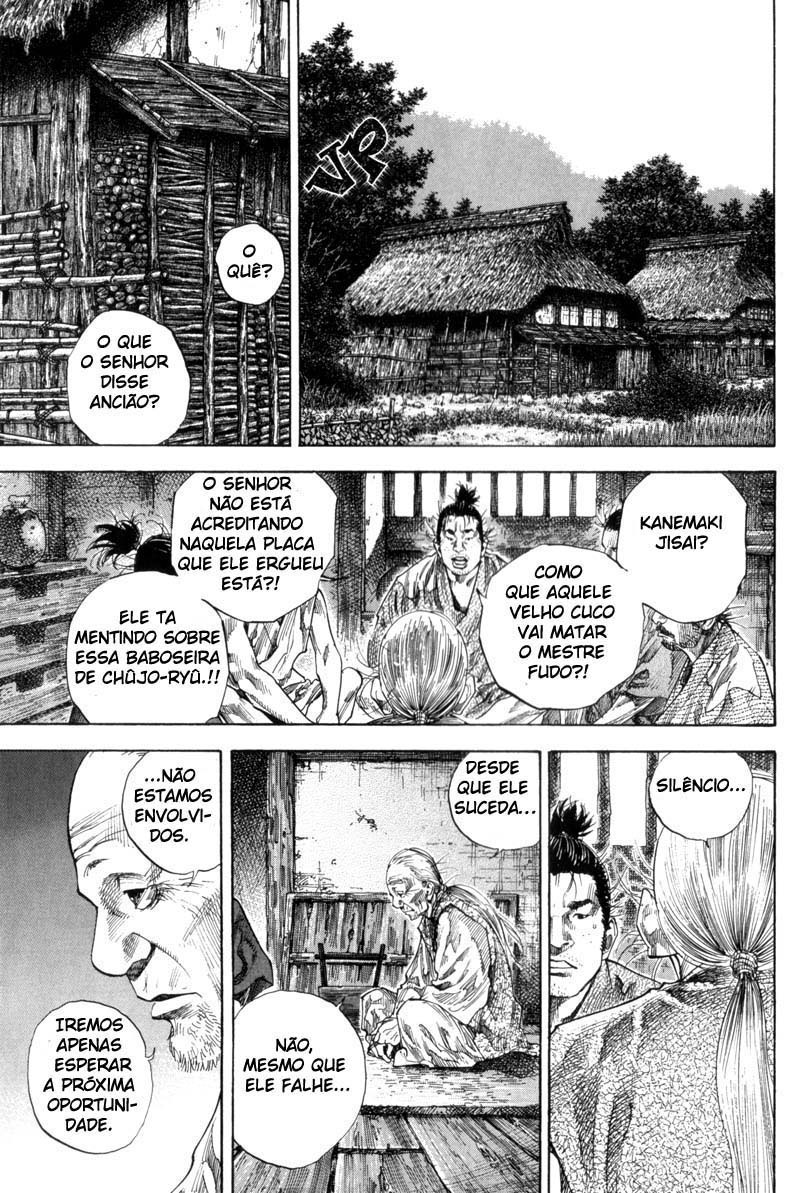 VP
O
QUÊ?
O QUE
O SENHOR
DISSE
ANCIÃO?
KANEMAKI
JISAI?
COMO
QUE AQUELE
VELHO CUCO
VAI MATAR
O MESTRE
FUDO?!
O SENHOR
NÃO ESTÁ
ACREDITANDO
NAQUELA PLACA
QUE ELE ERGUEU
ESTÁ?!
ELE TA
MENTINDO SOBRE
ESSA BABOSEIRA
DE CHÛJO-RYÛ.!!
SILÊNCIO...
DESDE
QUE ELE
SUCEDA...
NÃO,
MESMO QUE
ELE FALHE...
...NÃO
ESTAMOS
ENVOLVI-
DOS.
IREMOS
APENAS
ESPERAR
A PRÓXIMA
OPORTUNI-
DADE.